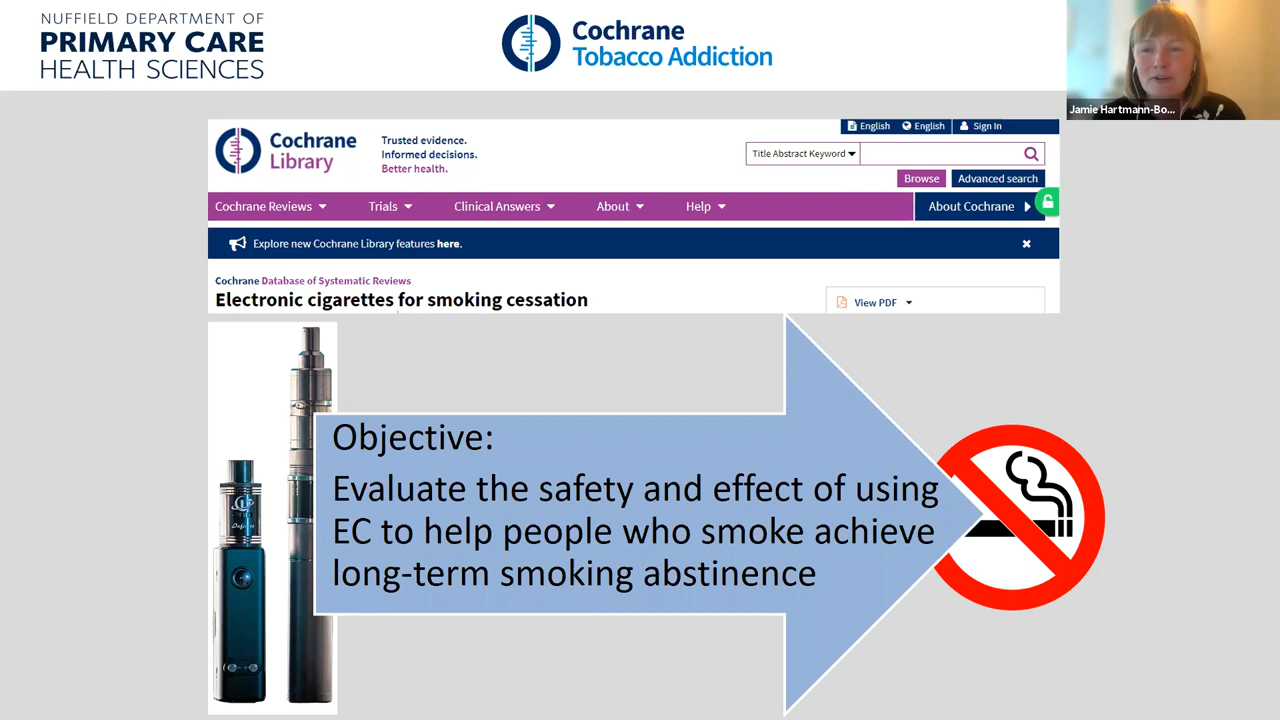 NUFFIELD DEPARTMENT OF
PRIMARY CARE
HEALTH SCIENCES
Cochrane
Tobacco Addiction
Jamie Hartmann-Bo...
Cochrane
Library
Trusted evidence.
Informed decisions.
Better health.
English English Sign In
Title Abstract Keyword
Browse Advanced search
Cochrane Reviews Trials Clinical Answers About Help About Cochrane
Explore new Cochrane Library features here.
Cochrane Database of Systematic Reviews
Electronic cigarettes for smoking cessation
View PDF
Objective:
Evaluate the safety and effect of using
EC to help people who smoke achieve
long-term smoking abstinence